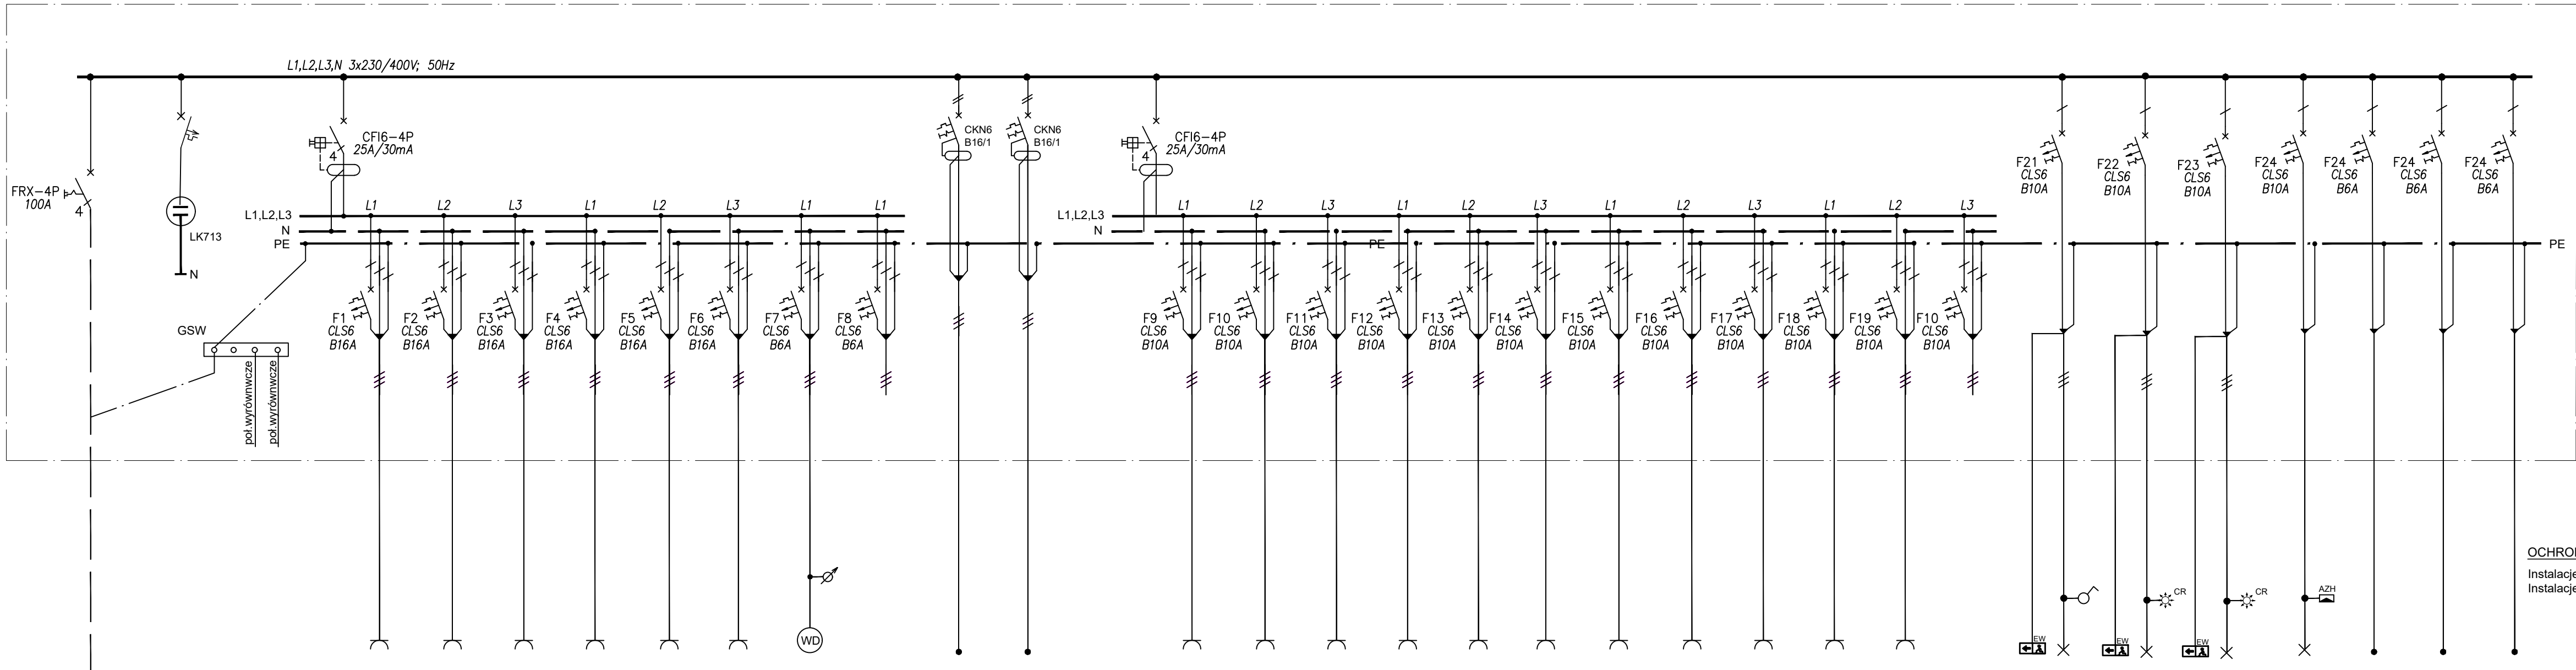 L1,L2,L3,N 3x230/400V; 50Hz
FRX-4P
100A
4
LK713
N
CFI6-4P
25A/30mA
4
CKN6
B16/1
CKN6
B16/1
CFI6-4P
25A/30mA
4
F21
CLS6
B10A
F22
CLS6
B10A
F23
CLS6
B10A
F24
CLS6
B10A
F24
CLS6
B6A
F24
CLS6
B6A
F24
CLS6
B6A
L1,L2,L3
N
PE
L1 L2 L3 L1 L2 L3 L1 L1
L1,L2,L3
N
PE
L1 L2 L3 L1 L2 L3 L1 L2 L3 L1 L2 L3
PE
GSW
poł.wyrównwcze
poł.wyrównwcze
F1
CLS6
B16A
F2
CLS6
B16A
F3
CLS6
B16A
F4
CLS6
B16A
F5
CLS6
B16A
F6
CLS6
B16A
F7
CLS6
B6A
F8
CLS6
B6A
F9
CLS6
B10A
F10
CLS6
B10A
F11
CLS6
B10A
F12
CLS6
B10A
F13
CLS6
B10A
F14
CLS6
B10A
F15
CLS6
B10A
F16
CLS6
B10A
F17
CLS6
B10A
F18
CLS6
B10A
F19
CLS6
B10A
F10
CLS6
B10A
WD
EW
EW
CR
EW
CR
AZH
OCHRO
Instalacje
Instalacje